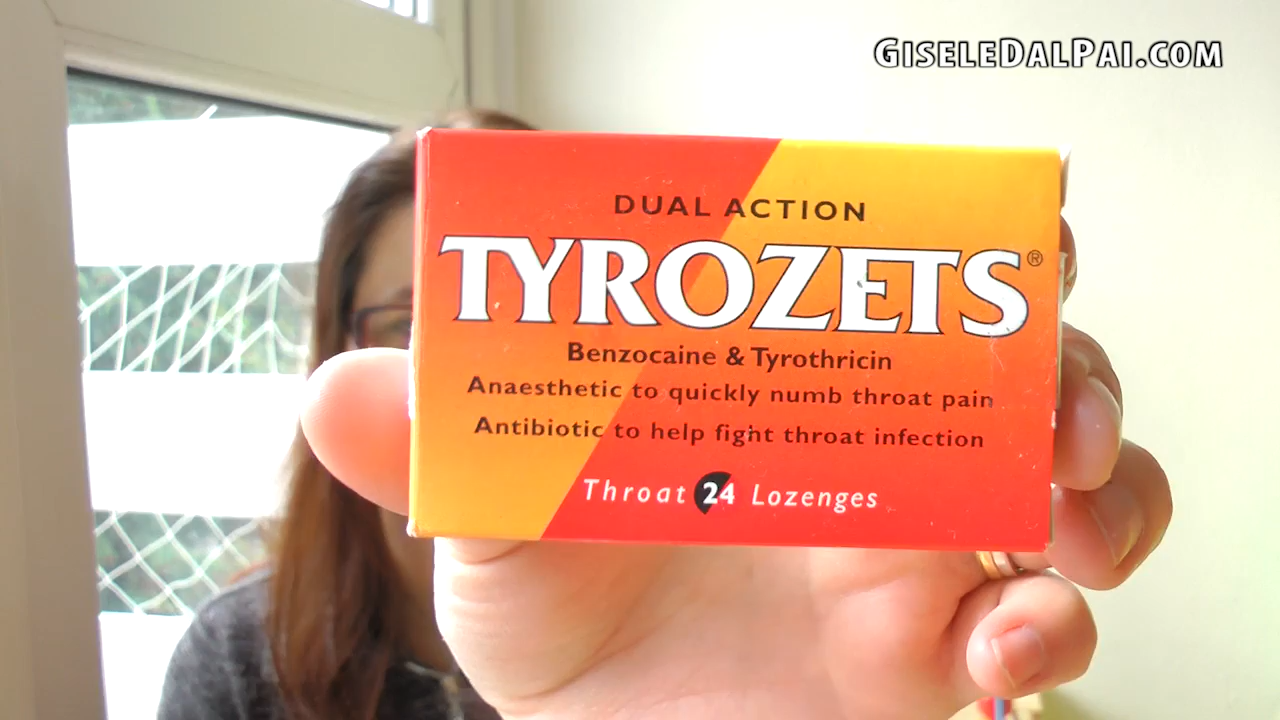 GISELEDALPAI.COM
DUAL ACTION
TYROZETS®
Benzocaine & Tyrothricin
Anaesthetic to quickly numb throat pain
Antibiotic to help fight throat infection
Throat 24 Lozenges